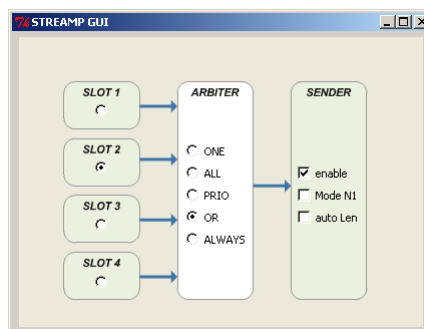 STREAMP GUI
SLOT 1
SLOT 2
SLOT 3
SLOT 4
ARBITER
ONE
ALL
PRIO
OR
ALWAYS
SENDER
enable
Mode N1
auto Len